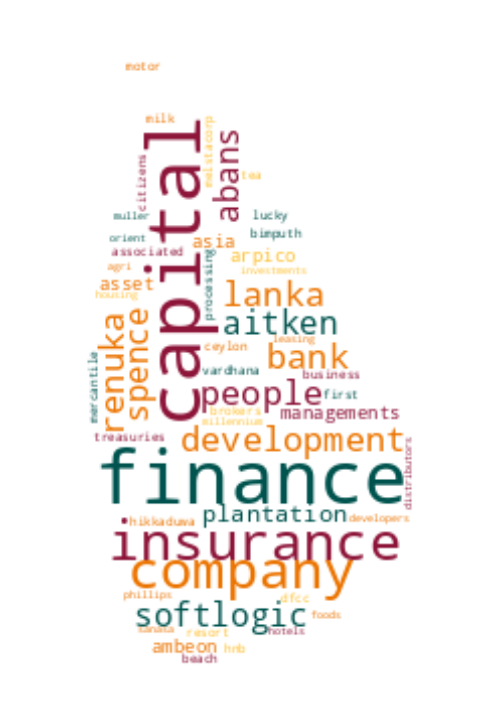 motor
milk
capital
melstacorp
abans
citizens
tea
muller
lucky
orient
bimputh
asia
associated
arpico
processing
agri
investments
asset
housing
lanka
renuka
spence
aitken
leasing
ceylon
bank
mercantile
vardhana
business
people
first
brokers
managements
millennium
treasuries
development
distributors
finance
plantation
hikkaduwa
developers
insurance
company
phillips
dfcc
softlogic
foods
sanasa
resort
hotels
ambeon
hnb
beach